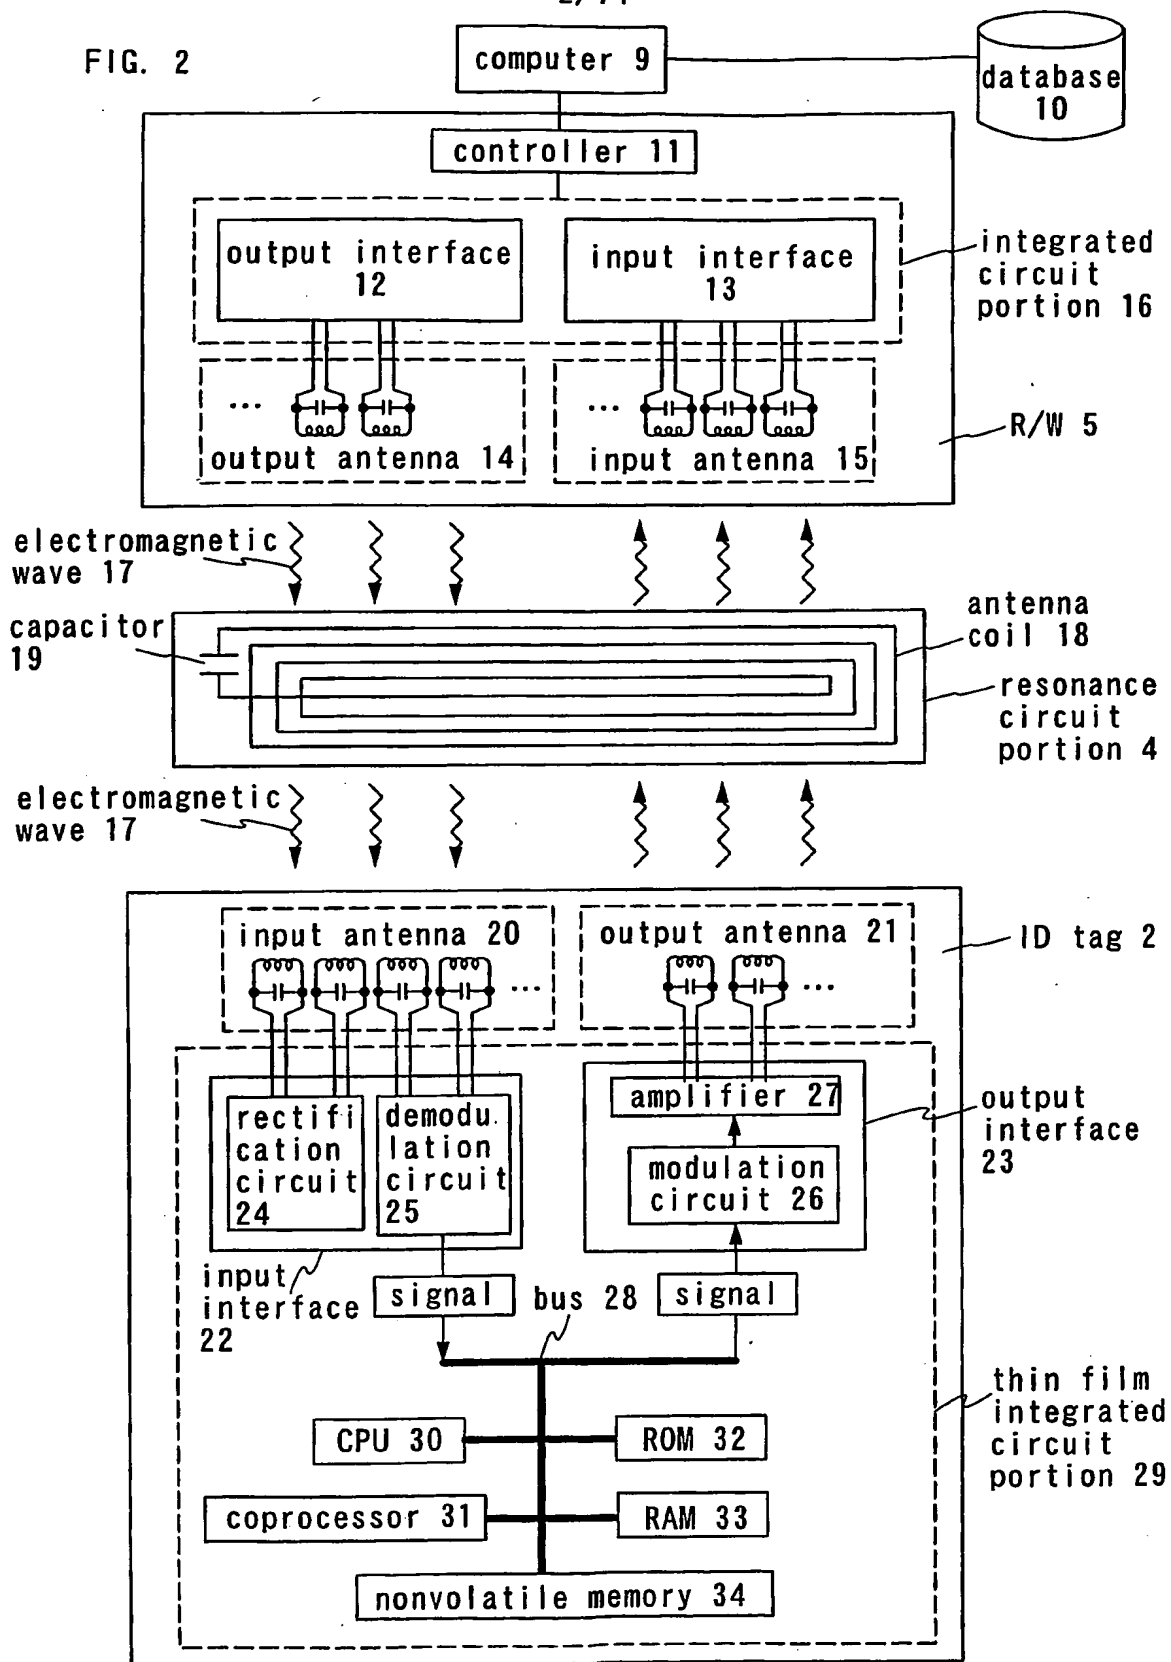 FIG. 2
computer 9
database
10
controller 11
output interface
12
input interface
13
integrated
circuit
portion 16
...
...
output antenna 14
input antenna 15
R/W 5
electromagnetic
wave 17
capacitor
19
antenna
coil 18
resonance
circuit
portion 4
electromagnetic
wave 17
input antenna 20
output antenna 21
ID tag 2
...
...
rectifi
cation
circuit
24
demodu.
lation
circuit
25
amplifier 27
modulation
circuit 26
output
interface
23
input
interface
22
signal
bus 28
signal
thin film
integrated
circuit
portion 29
CPU 30
ROM 32
coprocessor 31
RAM 33
nonvolatile memory 34